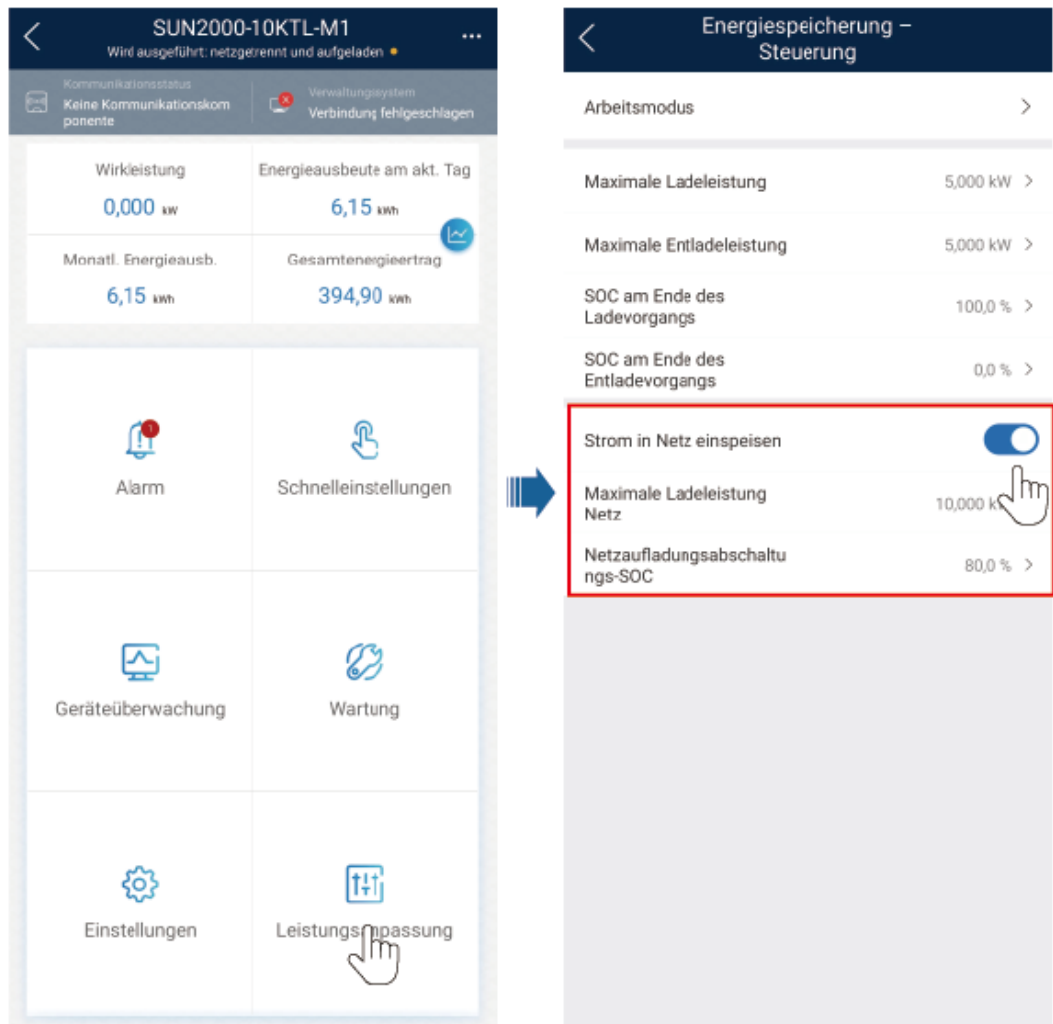 SUN2000-10KTL-M1
Wird ausgeführt: netzgetrennt und aufgeladen
Kommunikationsstatus
Keine Kommunikationskom
ponente
Verwaltungssystem
Verbindung fehlgeschlagen
Wirkleistung
0,000 kW
Energieausbeute am akt. Tag
6,15 kWh
Monatl. Energieausb.
6,15 kWh
Gesamtenergieertrag
394,90 kWh
1
Alarm
Schnelleinstellungen
Geräteüberwachung
Wartung
Einstellungen
Leistungsanpassung
Energiespeicherung –
Steuerung
Arbeitsmodus
Maximale Ladeleistung
5,000 kW
Maximale Entladeleistung
5,000 kW
SOC am Ende des
Ladevorgangs
100,0 %
SOC am Ende des
Entladevorgangs
0,0 %
Strom in Netz einspeisen
Maximale Ladeleistung
Netz
10,000
Netzaufladungsabschaltu
ngs-SOC
80,0 %